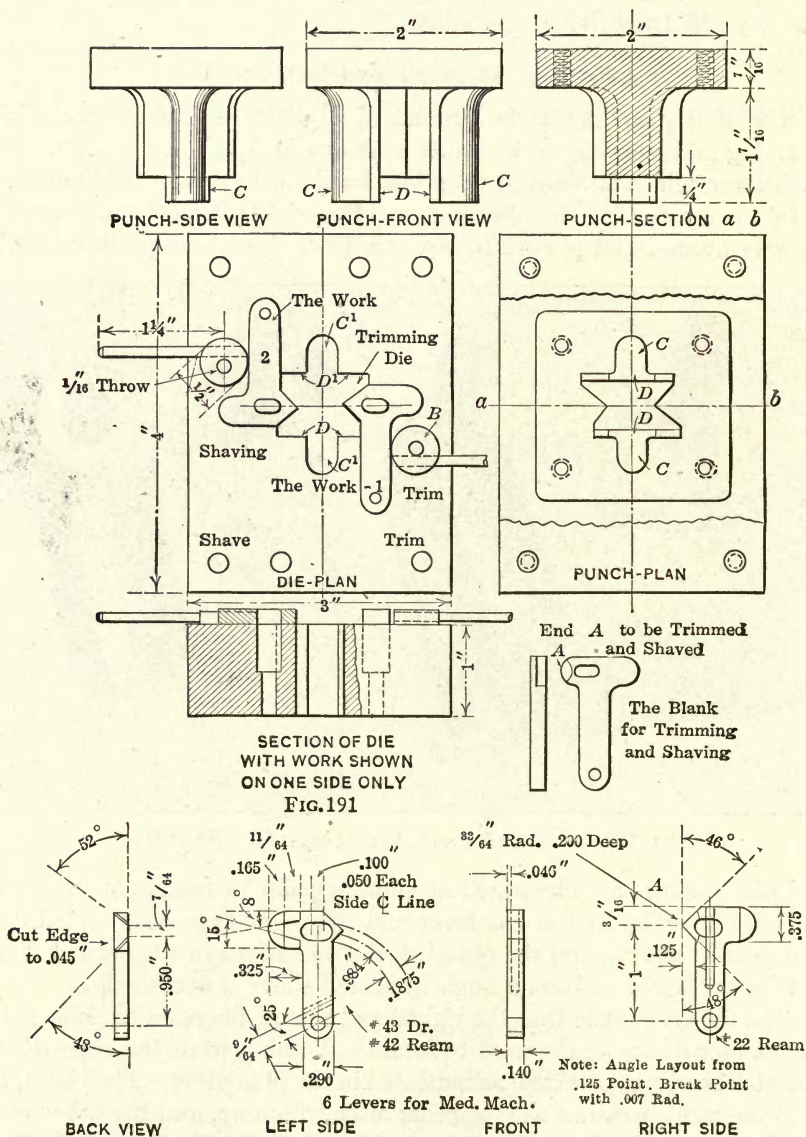 2"
2"
7/16"
1 7/16"
1/4"
C
C
D
C
PUNCH-SIDE VIEW
PUNCH-FRONT VIEW
PUNCH-SECTION
a b
The Work
C1
Trimming
Die
1 1/4"
1/16" Throw
1/2"
2
D1
4"
B
Shaving
D
C1
The Work -1
Trim
Shave
Trim
DIE-PLAN
3"
C
D
a
b
D
C
PUNCH-PLAN
1"
End A to be Trimmed
and Shaved
A
The Blank
for Trimming
and Shaving
SECTION OF DIE
WITH WORK SHOWN
ON ONE SIDE ONLY
FIG.191
52°
7/64"
Cut Edge
to .045"
.950"
48°
11/64"
.165"
.100"
.050 Each
Side ℄ Line
8°
15°
.325"
.984"
.1875"
25°
9/64"
.290"
#43 Dr.
#42 Ream
Rad. .200 Deep
.046"
.140"
46°
A
3/16"
.375
.125"
1"
48°
#22 Ream
Note: Angle Layout from
.125 Point. Break Point
with .007 Rad.
6 Levers for Med. Mach.
BACK VIEW
LEFT SIDE
FRONT
RIGHT SIDE